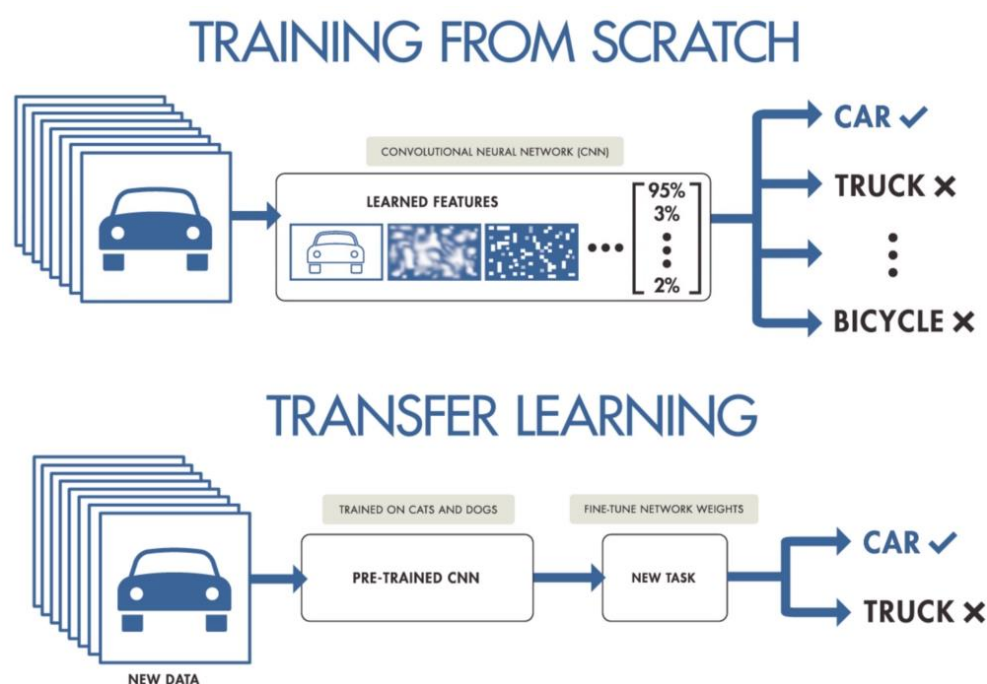 TRAINING FROM SCRATCH
CONVOLUTIONAL NEURAL NETWORK (CNN)
LEARNED FEATURES
95%
3%
2%
CAR
TRUCK
BICYCLE
TRANSFER LEARNING
TRAINED ON CATS AND DOGS
FINE-TUNE NETWORK WEIGHTS
PRE-TRAINED CNN
NEW TASK
CAR
TRUCK
NEW DATA